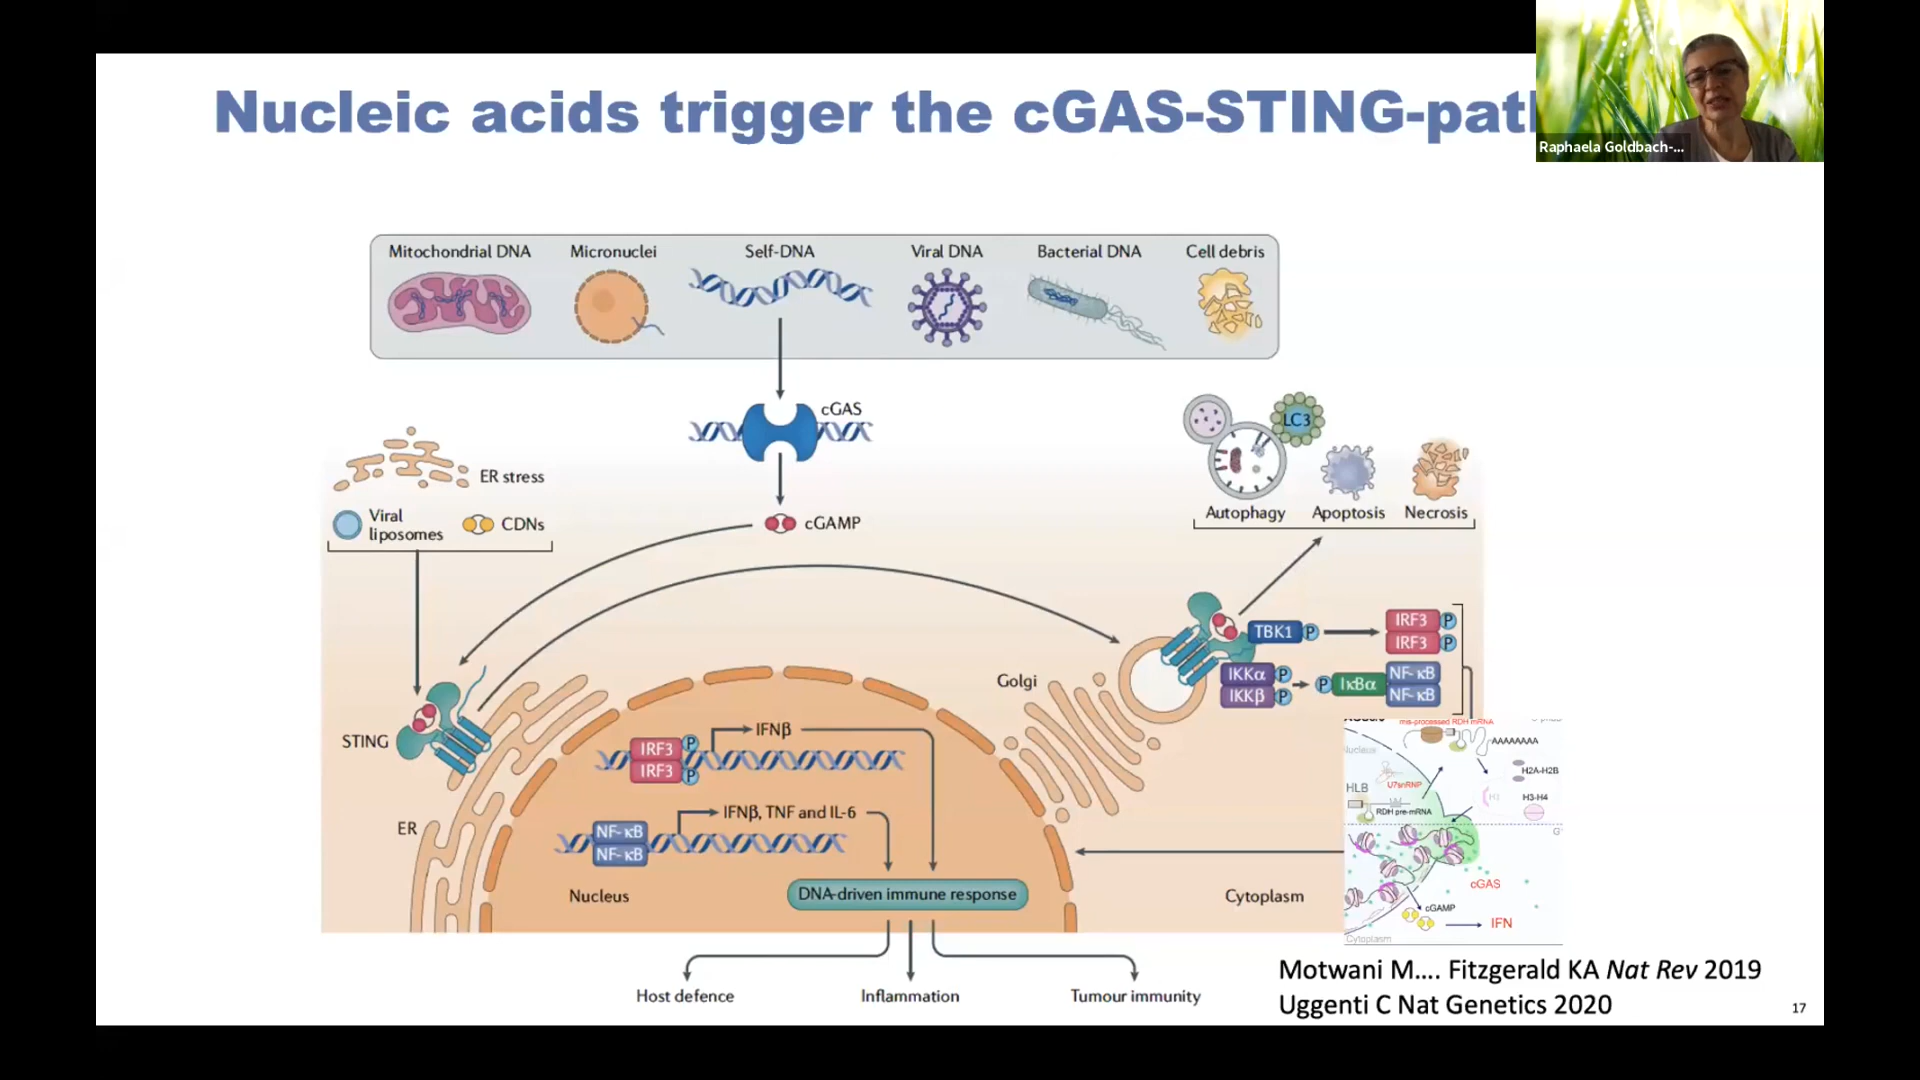 Nucleic acids trigger the cGAS-STING-pat
Raphaela Goldbach-...
Mitochondrial DNA
Micronuclei
Self-DNA
Viral DNA
Bacterial DNA
Cell debris
cGAS
LC3
ER stress
Viral
liposomes
CDNs
cGAMP
Autophagy
Apoptosis
Necrosis
TBK1
P
IRF3
P
IRF3
P
IKKα
P
IKKβ
P
P
IκBα
NF-κB
NF-κB
Golgi
STING
ER
IRF3
P
IRF3
P
IFNβ
NF-κB
NF-κB
IFNβ, TNF and IL-6
Nucleus
DNA-driven immune response
Cytoplasm
mis-processed RDH mRNA
AAAAAAA
Nucleus
U7snRNP
H2A-H2B
HLB
H1
H3-H4
RDH pre-mRNA
cGAS
cGAMP
IFN
Cytoplasm
Host defence
Inflammation
Tumour immunity
Motwani M.... Fitzgerald KA Nat Rev 2019
Uggenti C Nat Genetics 2020
17